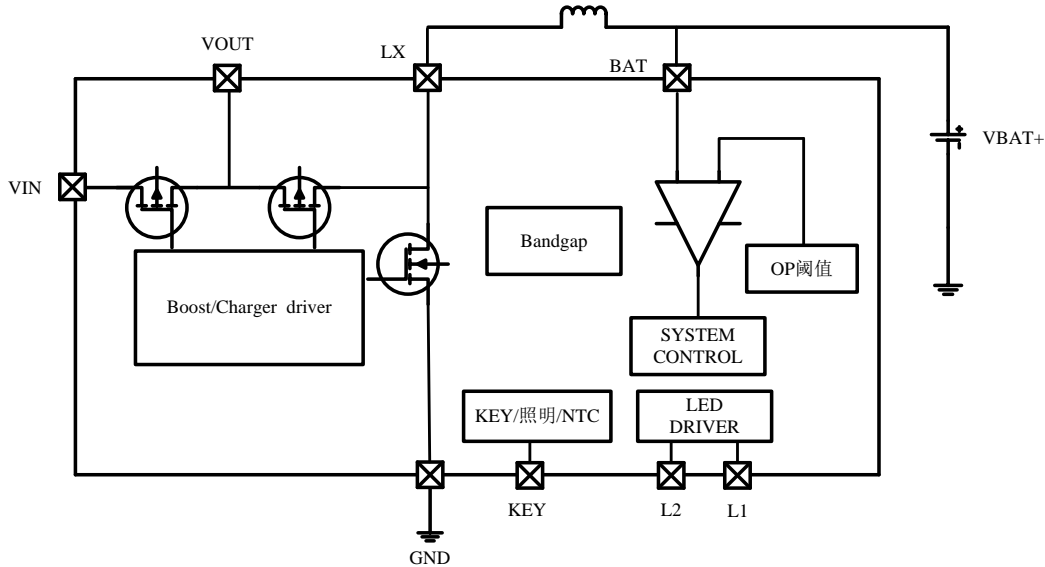 VOUT
LX
BAT
VIN
VBAT+
Bandgap
OP阈值
Boost/Charger driver
SYSTEM
CONTROL
KEY/照明/NTC
LED
DRIVER
KEY
L2
L1
GND